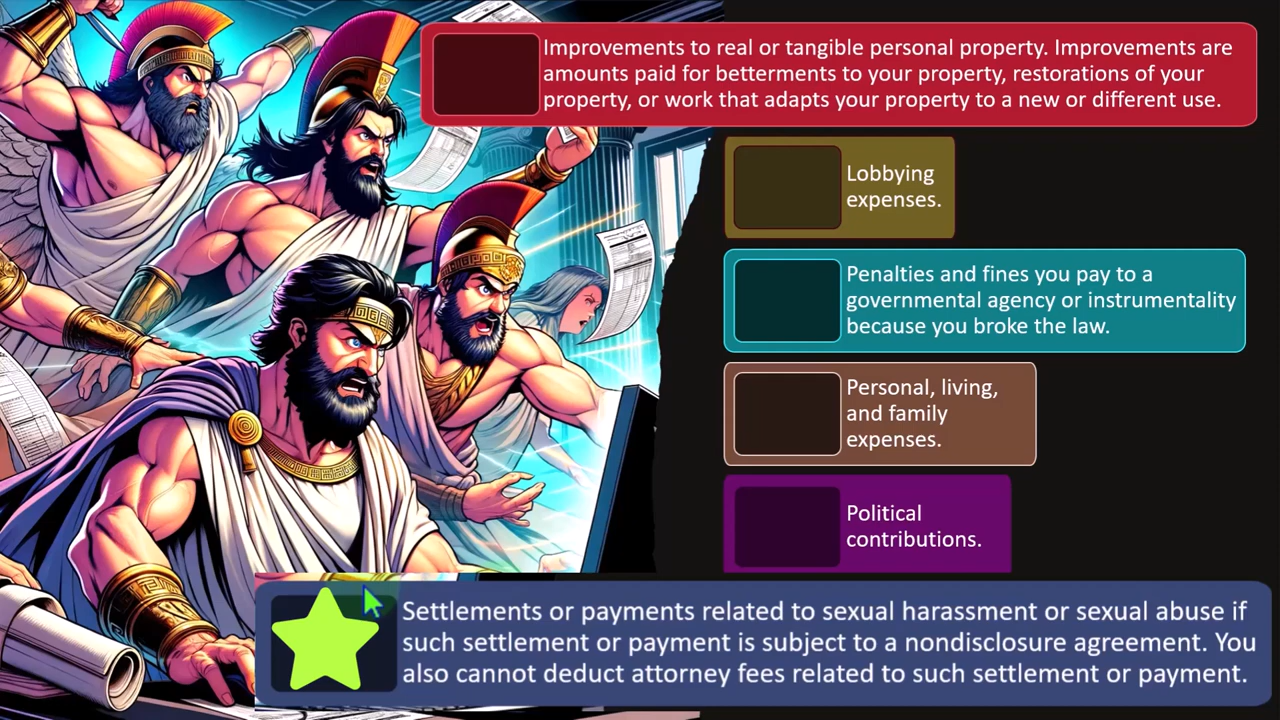 Improvements to real or tangible personal property. Improvements are
amounts paid for betterments to your property, restorations of your
property, or work that adapts your property to a new or different use.
Lobbying
expenses.
Penalties and fines you pay to a
governmental agency or instrumentality
because you broke the law.
Personal, living,
and family
expenses.
Political
contributions.
Settlements or payments related to sexual harassment or sexual abuse if
such settlement or payment is subject to a nondisclosure agreement. You
also cannot deduct attorney fees related to such settlement or payment.